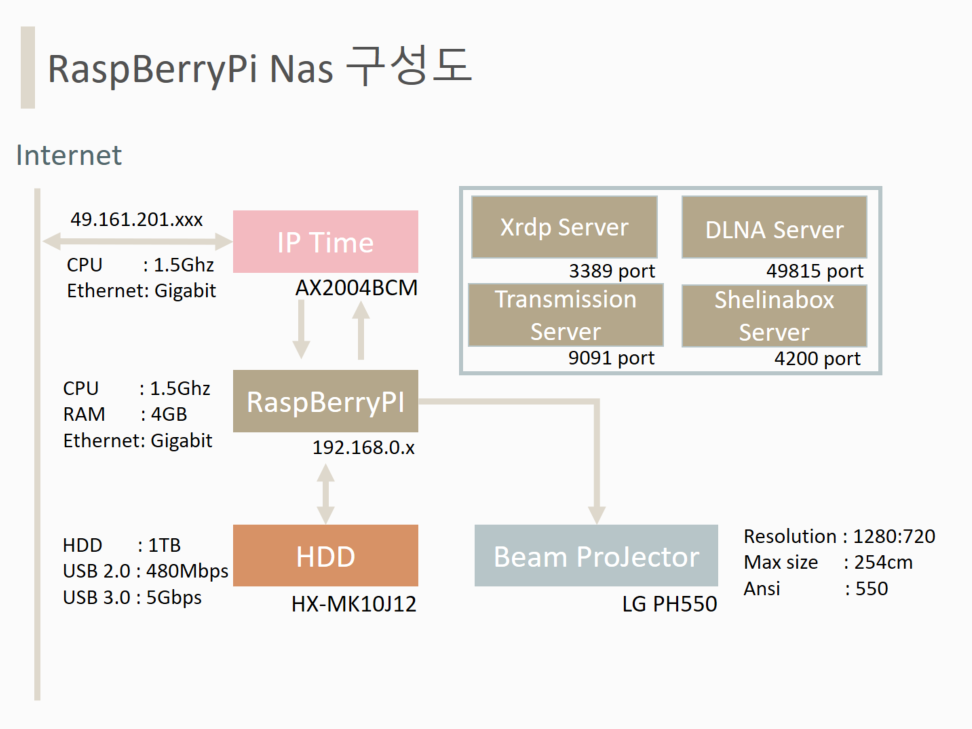 RaspBerryPi Nas 구성도
Internet
49.161.201.xxx
CPU : 1.5Ghz
Ethernet: Gigabit
IP Time
AX2004BCM
Xrdp Server
3389 port
DLNA Server
49815 port
Transmission
Server
9091 port
Shelinabox
Server
4200 port
CPU : 1.5Ghz
RAM : 4GB
Ethernet: Gigabit
RaspBerryPI
192.168.0.x
HDD : 1TB
USB 2.0 : 480Mbps
USB 3.0 : 5Gbps
HDD
HX-MK10J12
Beam ProJector
LG PH550
Resolution : 1280:720
Max size : 254cm
Ansi : 550